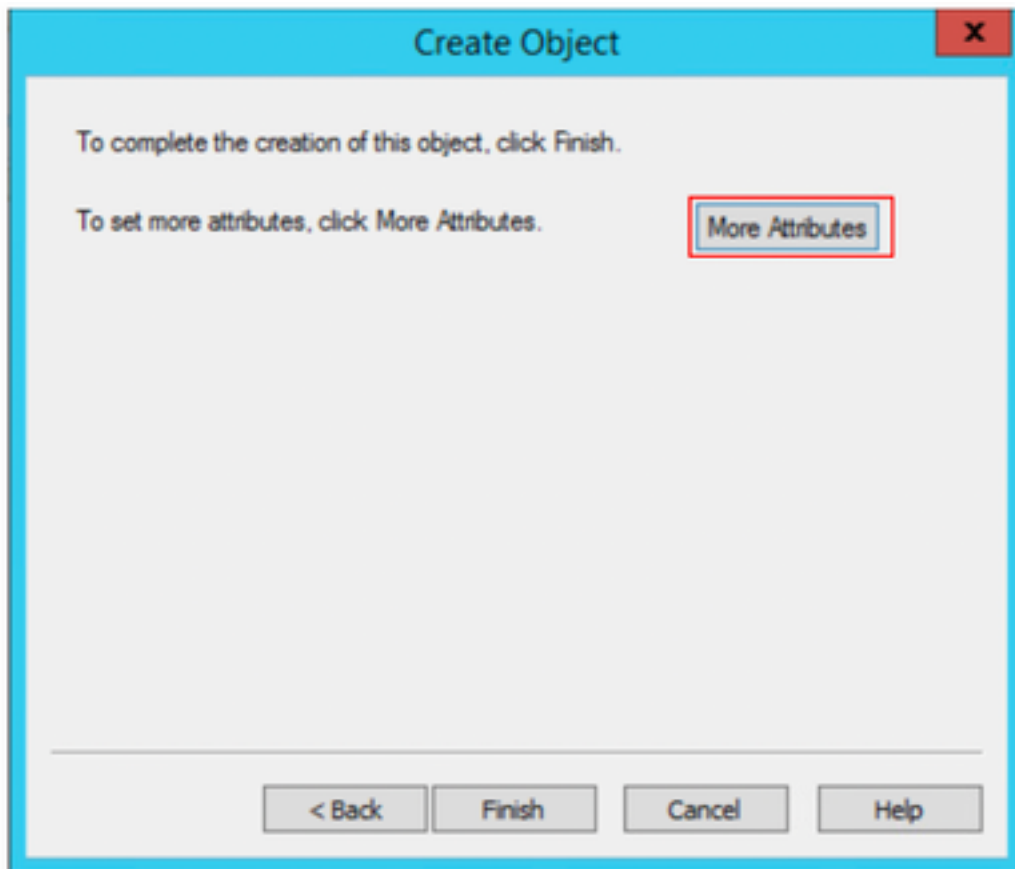 Create Object
x
To complete the creation of this object, click Finish.
To set more attributes, click More Attributes.
More Attributes
< Back
Finish
Cancel
Help